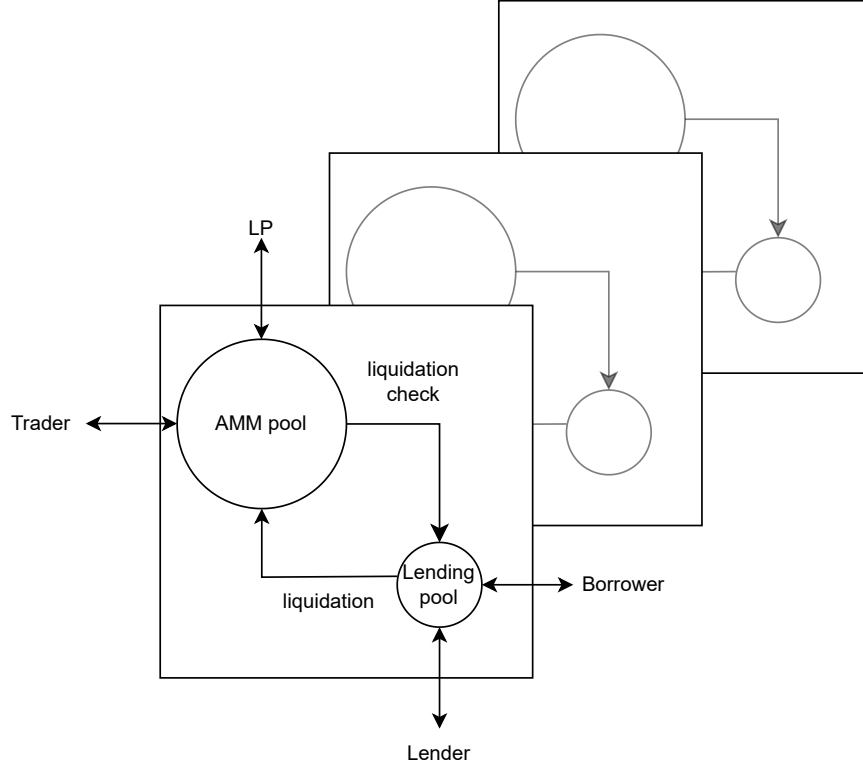 LP
liquidation
check
Trader
AMM pool
Lending
pool
Borrower
liquidation
Lender